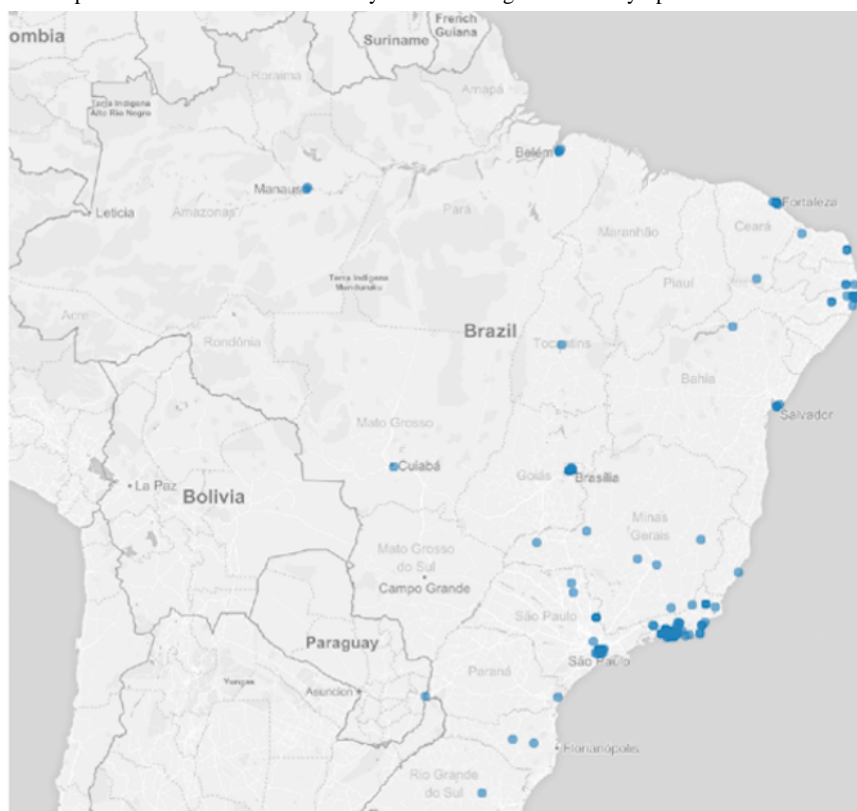 French
Guiana
ombia
Suriname
Roraima
Amapá
Terra Indígena
Alto Rio Negro
Belém
Manaus
Fortaleza
Leticia
Amazonas
Pará
Ceará
Maranhão
Terra Indígena
Munduruku
Piauí
Acre
Brazil
Rondônia
Tocantins
Bahia
Mato Grosso
Salvador
Cuiabá
La Paz
Goiás
Brasília
Bolivia
Minas
Gerais
Mato Grosso
do Sul
Campo Grande
São Paulo
Paraguay
São Paulo
Yungas
Asuncion
Paraná
Florianópolis
Rio Grande
do Sul